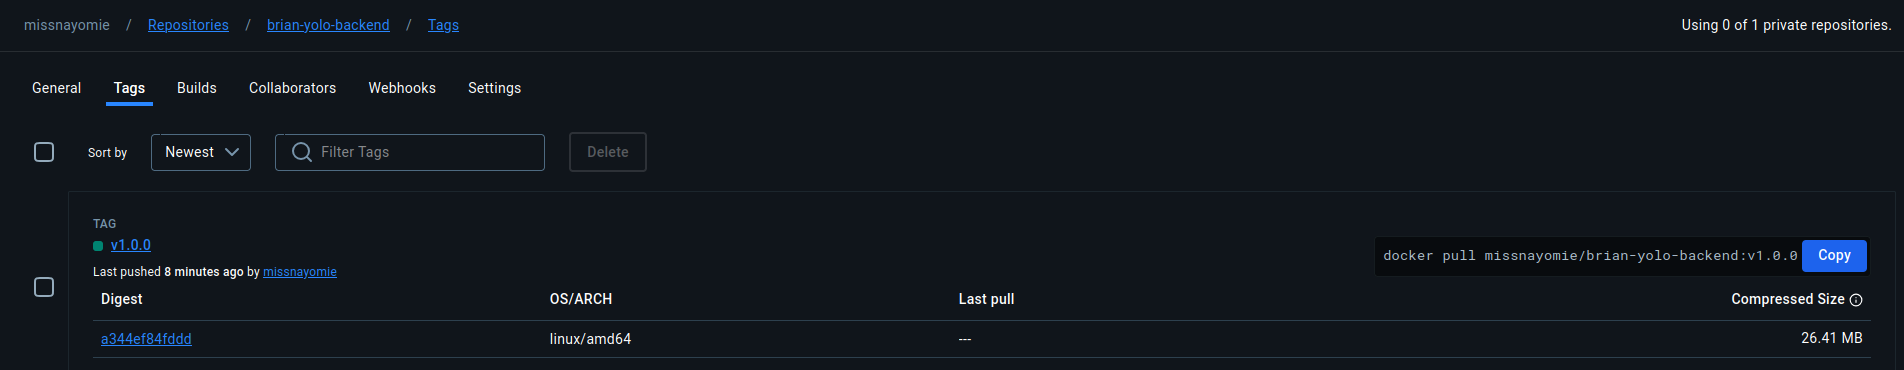 missnayomie / Repositories / brian-yolo-backend / Tags
Using 0 of 1 private repositories.
General Tags Builds Collaborators Webhooks Settings
Sort by Newest Filter Tags Delete
TAG
v1.0.0
docker pull missnayomie/brian-yolo-backend:v1.0.0 Copy
Last pushed 8 minutes ago by missnayomie
Digest OS/ARCH Last pull Compressed Size
a344ef84fddd linux/amd64 --- 26.41 MB